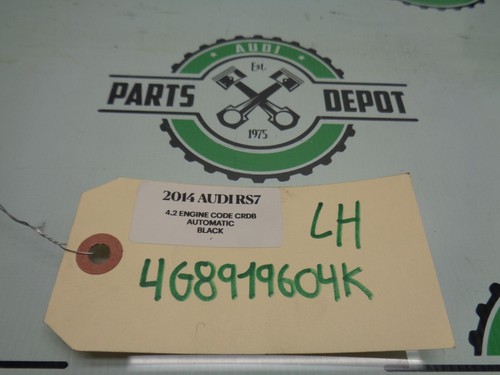 AUDI
Est.
PARTS DEPOT
1975
2014 AUDI RS7
4.2 ENGINE CODE CRDB
AUTOMATIC
BLACK
LH
4G8919604K